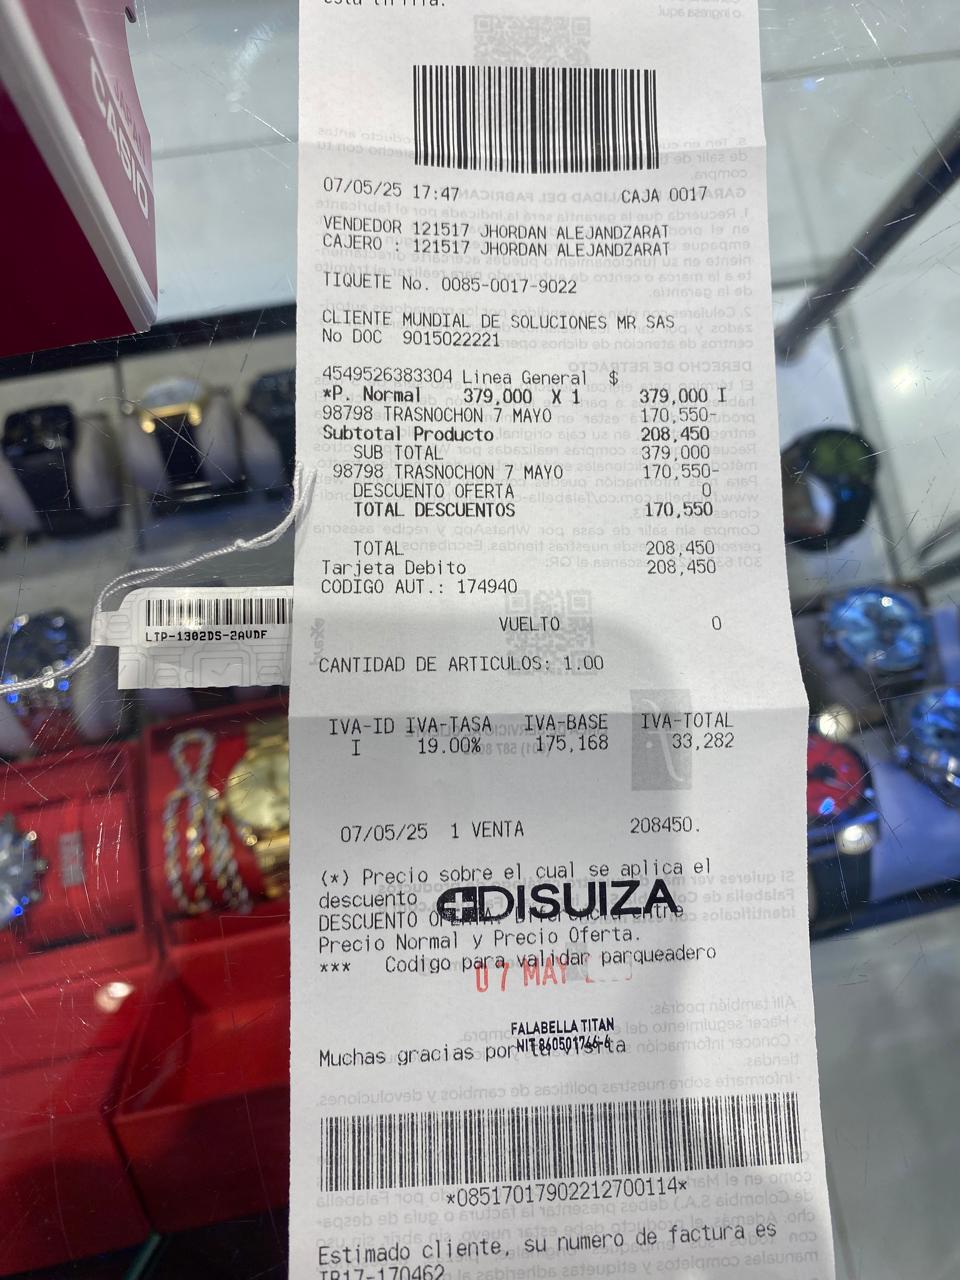 esta tirilla.
07/05/25 17:47 CAJA 0017
VENDEDOR 121517 JHORDAN ALEJANDZARAT
CAJERO : 121517 JHORDAN ALEJANDZARAT
TIQUETE No. 0085-0017-9022
CLIENTE MUNDIAL DE SOLUCIONES MR SAS
No DOC 9015022221
4549526383304 Linea General $
*P. Normal 379,000 X 1 379,000 I
98798 TRASNOCHON 7 MAYO 170,550-
Subtotal Producto 208,450
SUB TOTAL 379,000
98798 TRASNOCHON 7 MAYO 170,550-
DESCUENTO OFERTA 0
TOTAL DESCUENTOS 170,550
TOTAL 208,450
Tarjeta Debito 208,450
CODIGO AUT.: 174940
VUELTO 0
CANTIDAD DE ARTICULOS: 1.00
IVA-ID IVA-TASA IVA-BASE IVA-TOTAL
I 19.00% 175,168 33,282
07/05/25 1 VENTA 208450.
(*) Precio sobre el cual se aplica el
descuento
DISUIZA
DESCUENTO OFERTA: Diferencia entre
Precio Normal y Precio Oferta.
*** Codigo para validar parqueadero
07 MAY
FALABELLA TITAN
NIT 860501746-6
Muchas gracias por tu visita
*08517017902212700114*
Estimado cliente, su numero de factura es
TR17-170462
LTP-1302DS-2AVDF
CASIO